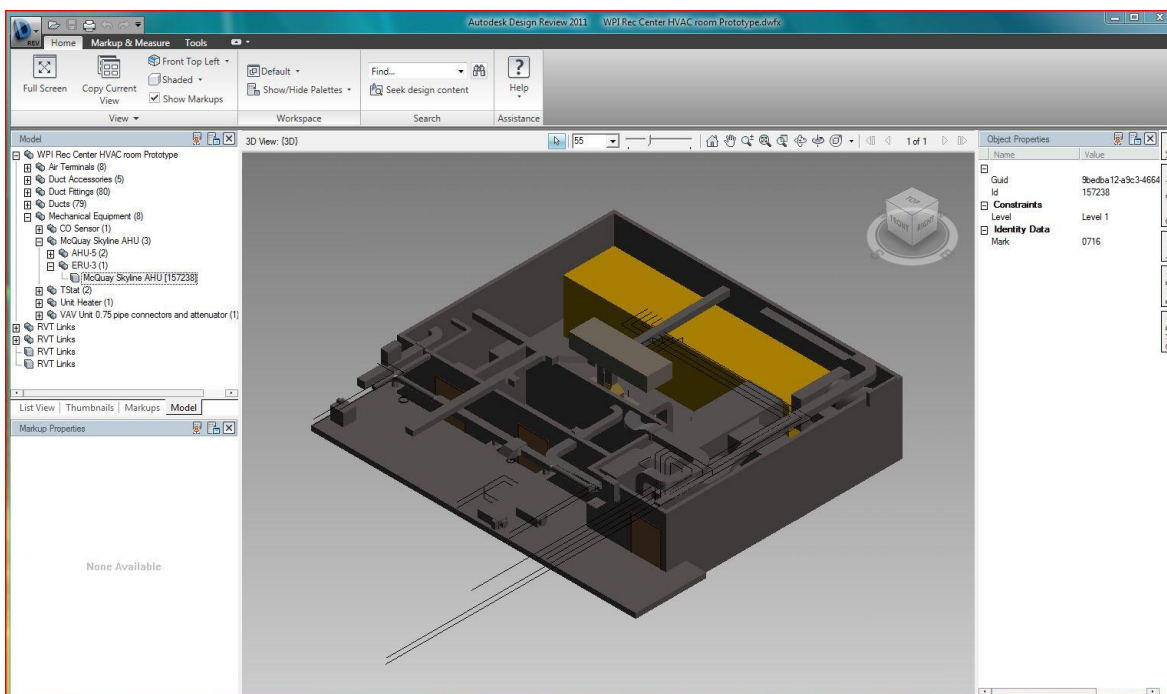 Autodesk Design Review 2011 WPI Rec Center HVAC room Prototype.dwfx
REV
Home Markup & Measure Tools
Full Screen
Copy Current View
Front Top Left
Shaded
Show Markups
View
Default
Show/Hide Palettes
Workspace
Find...
Seek design content
Search
Help
Assistance
Model
WPI Rec Center HVAC room Prototype
Air Terminals (8)
Duct Accessories (5)
Duct Fittings (80)
Ducts (79)
Mechanical Equipment (8)
CO Sensor (1)
McQuay Skyline AHU (3)
AHU-5 (2)
ERU-3 (1)
McQuay Skyline AHU [157238]
TStat (2)
Unit Heater (1)
VAV Unit 0.75 pipe connectors and attenuator (1)
RVT Links
RVT Links
RVT Links
RVT Links
List View Thumbnails Markups Model
Markup Properties
None Available
3D View: {3D}
55
1 of 1
TOP
FRONT
RIGHT
Object Properties
Name Value
Guid 9bedba12-a9c3-4664
Id 157238
Constraints
Level Level 1
Identity Data
Mark 0716